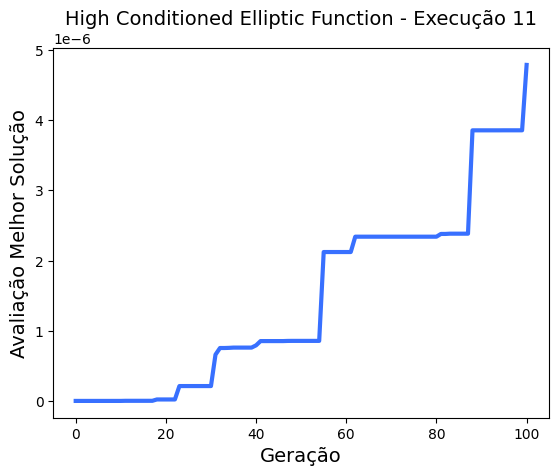 High Conditioned Elliptic Function - Execução 11
1e−6
5
4
3
2
1
0
Avaliação Melhor Solução
0 20 40 60 80 100
Geração